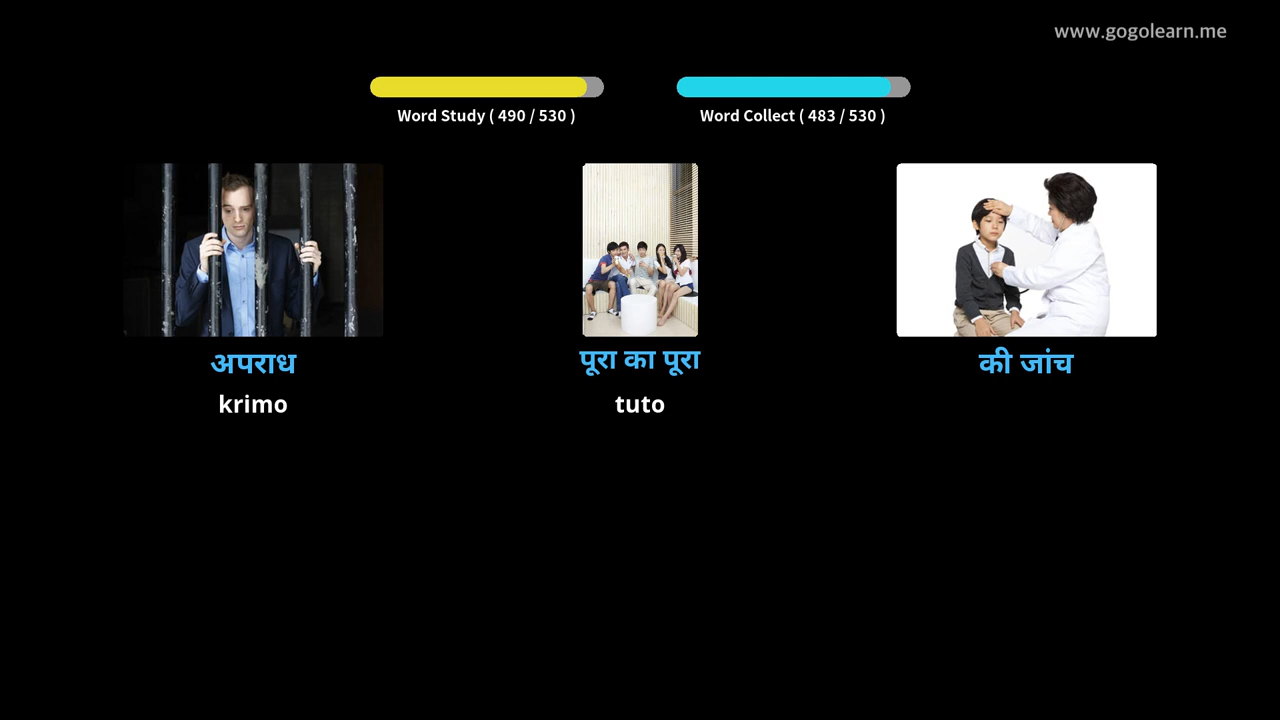 www.gogolearn.me
Word Study ( 490 / 530 )
Word Collect ( 483 / 530 )
अपराध
krimo
पूरा का पूरा
tuto
की जांच